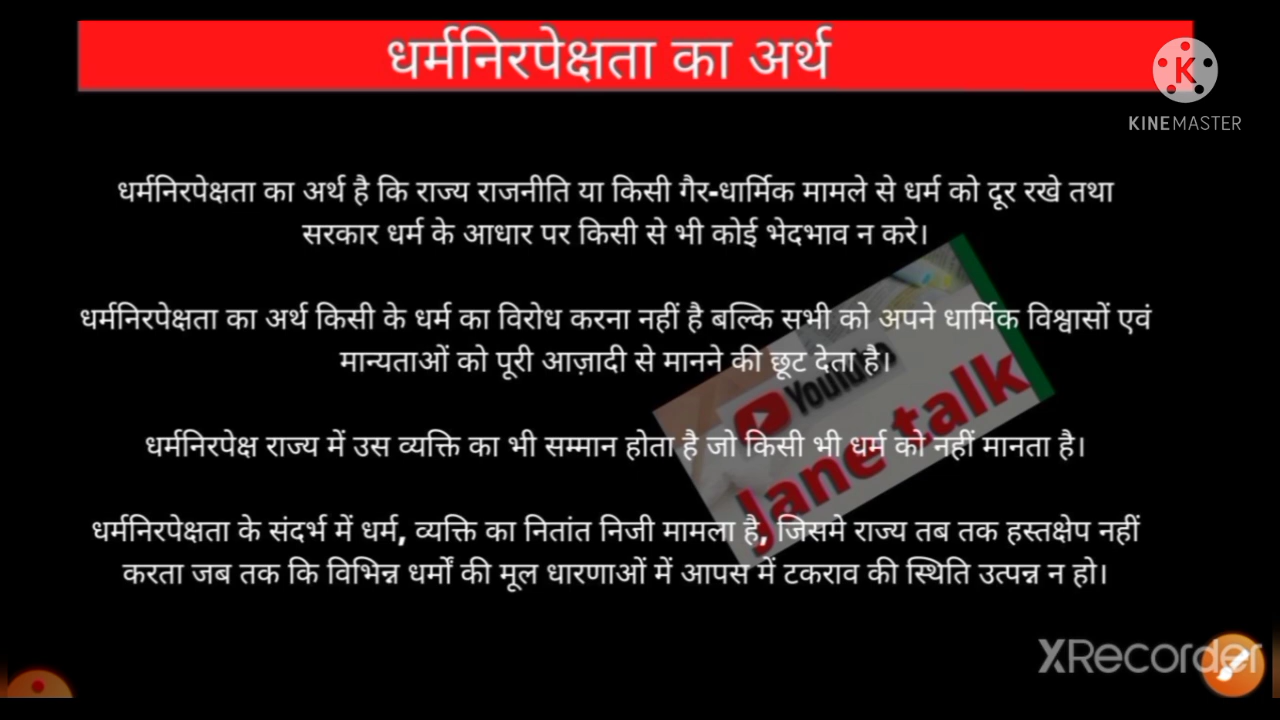 धर्मनिरपेक्षता का अर्थ
KINEMASTER
धर्मनिरपेक्षता का अर्थ है कि राज्य राजनीति या किसी गैर-धार्मिक मामले से धर्म को दूर रखे तथा
सरकार धर्म के आधार पर किसी से भी कोई भेदभाव न करे।
धर्मनिरपेक्षता का अर्थ किसी के धर्म का विरोध करना नहीं है बल्कि सभी को अपने धार्मिक विश्वासों एवं
मान्यताओं को पूरी आज़ादी से मानने की छूट देता है।
YouTube
Jane talk
धर्मनिरपेक्ष राज्य में उस व्यक्ति का भी सम्मान होता है जो किसी भी धर्म को नहीं मानता है।
धर्मनिरपेक्षता के संदर्भ में धर्म, व्यक्ति का नितांत निजी मामला है, जिसमे राज्य तब तक हस्तक्षेप नहीं
करता जब तक कि विभिन्न धर्मों की मूल धारणाओं में आपस में टकराव की स्थिति उत्पन्न न हो।
XRecorder